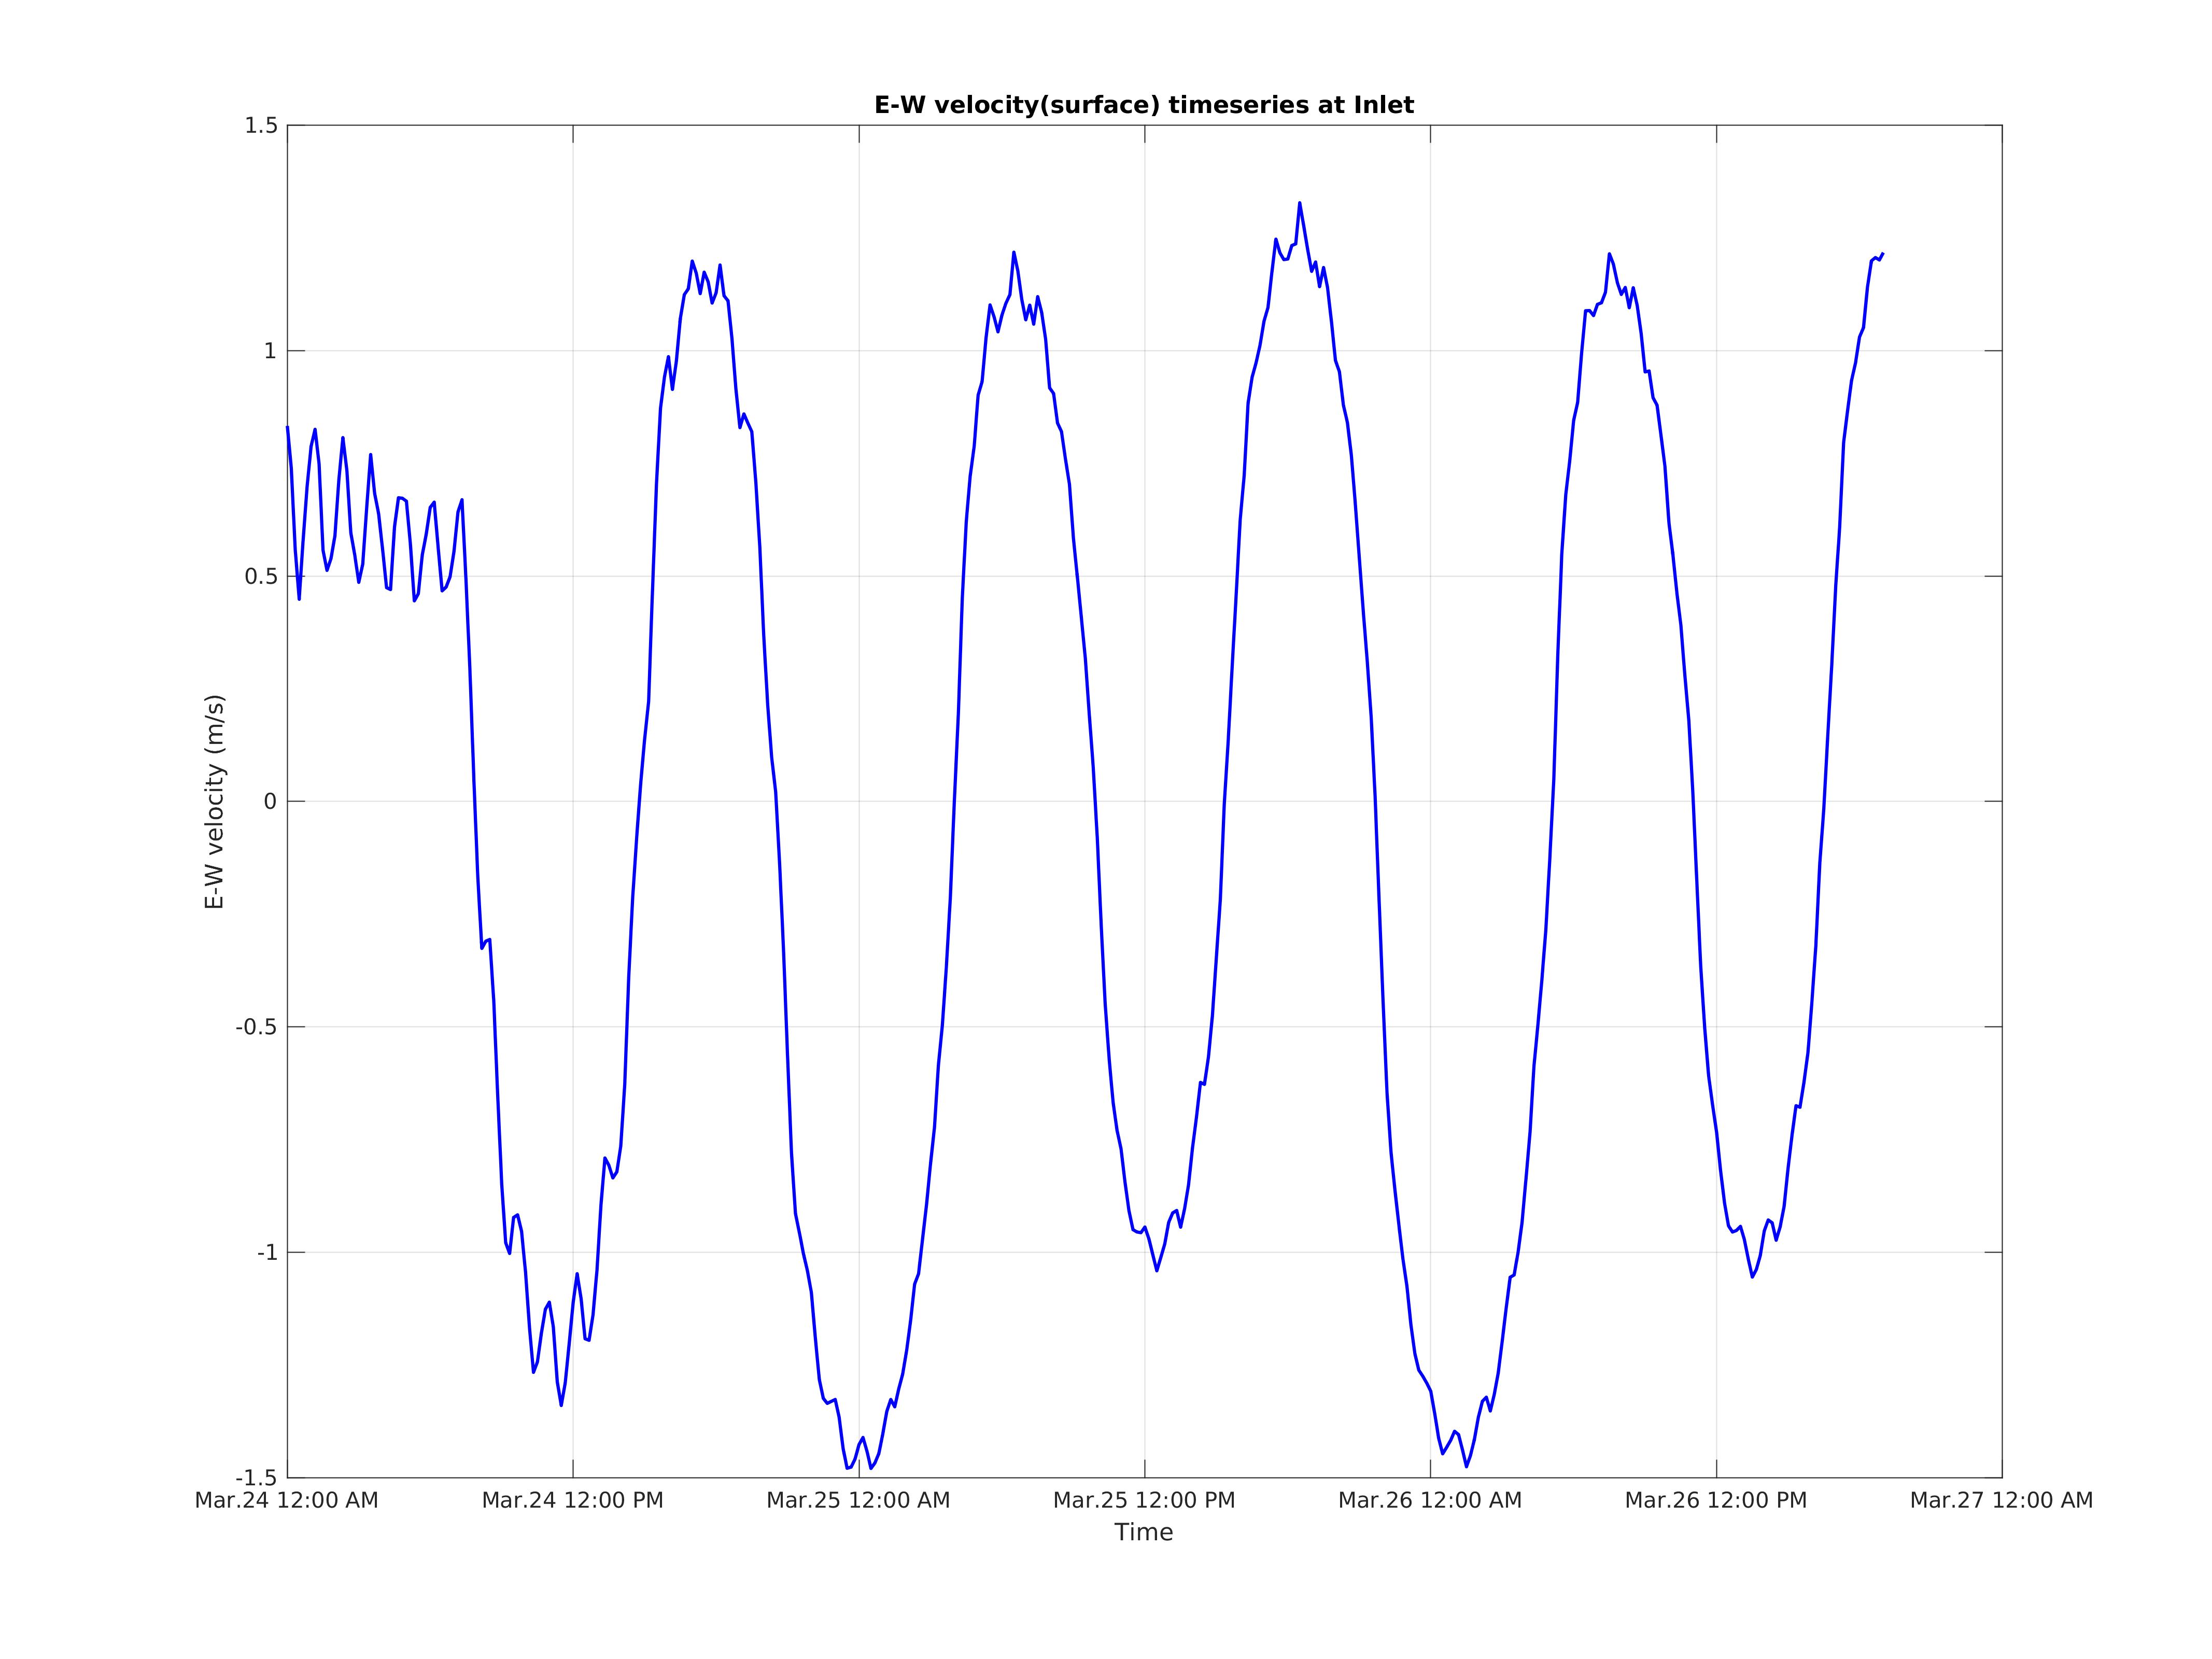 E-W velocity(surface) timeseries at Inlet
1.5
1
0.5
0
-0.5
-1
-1.5
E-W velocity (m/s)
Mar.24 12:00 AM Mar.24 12:00 PM Mar.25 12:00 AM Mar.25 12:00 PM Mar.26 12:00 AM Mar.26 12:00 PM Mar.27 12:00 AM
Time